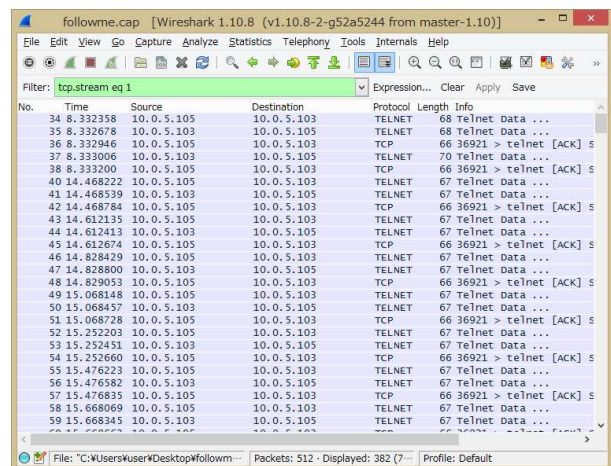 followme.cap [Wireshark 1.10.8 (v1.10.8-2-g52a5244 from master-1.10)]
File Edit View Go Capture Analyze Statistics Telephony Tools Internals Help
Filter: tcp.stream eq 1 Expression... Clear Apply Save
No. Time Source Destination Protocol Length Info
34 8.332358 10.0.5.105 10.0.5.103 TELNET 68 Telnet Data ...
35 8.332678 10.0.5.105 10.0.5.103 TELNET 68 Telnet Data ...
36 8.332946 10.0.5.105 10.0.5.103 TCP 66 36921 > telnet [ACK] S
37 8.333006 10.0.5.105 10.0.5.103 TELNET 70 Telnet Data ...
38 8.333200 10.0.5.105 10.0.5.103 TCP 66 36921 > telnet [ACK] S
40 14.468222 10.0.5.105 10.0.5.103 TELNET 67 Telnet Data ...
41 14.468539 10.0.5.105 10.0.5.103 TELNET 67 Telnet Data ...
42 14.468784 10.0.5.105 10.0.5.103 TCP 66 36921 > telnet [ACK] S
43 14.612135 10.0.5.105 10.0.5.103 TELNET 67 Telnet Data ...
44 14.612413 10.0.5.105 10.0.5.103 TELNET 67 Telnet Data ...
45 14.612674 10.0.5.105 10.0.5.103 TCP 66 36921 > telnet [ACK] S
46 14.828429 10.0.5.105 10.0.5.103 TELNET 67 Telnet Data ...
47 14.828800 10.0.5.105 10.0.5.103 TELNET 67 Telnet Data ...
48 14.829053 10.0.5.105 10.0.5.103 TCP 66 36921 > telnet [ACK] S
49 15.068148 10.0.5.105 10.0.5.103 TELNET 67 Telnet Data ...
50 15.068457 10.0.5.105 10.0.5.103 TELNET 67 Telnet Data ...
51 15.068728 10.0.5.105 10.0.5.103 TCP 66 36921 > telnet [ACK] S
52 15.252203 10.0.5.105 10.0.5.103 TELNET 67 Telnet Data ...
53 15.252451 10.0.5.105 10.0.5.103 TELNET 67 Telnet Data ...
54 15.252660 10.0.5.105 10.0.5.103 TCP 66 36921 > telnet [ACK] S
55 15.476223 10.0.5.105 10.0.5.103 TELNET 67 Telnet Data ...
56 15.476582 10.0.5.105 10.0.5.103 TELNET 67 Telnet Data ...
57 15.476835 10.0.5.105 10.0.5.103 TCP 66 36921 > telnet [ACK] S
58 15.668069 10.0.5.105 10.0.5.103 TELNET 67 Telnet Data ...
59 15.668345 10.0.5.105 10.0.5.103 TELNET 67 Telnet Data ...
File: "C:¥Users¥user¥Desktop¥followm… Packets: 512 · Displayed: 382 (7… Profile: Default